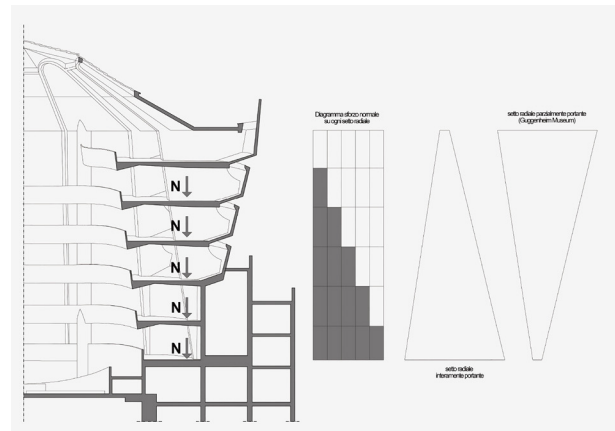 Diagramma sforzo normale
su ogni setto radiale
setto radiale parzialmente portante
(Guggenheim Museum)
N
N
N
N
N
setto radiale
interamente portante